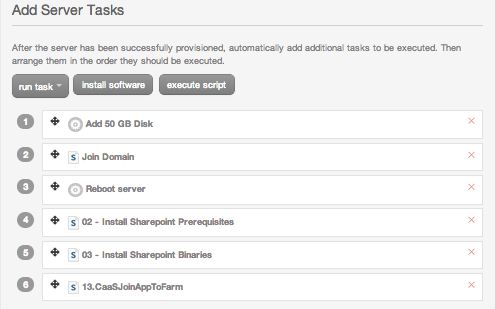 Add Server Tasks
After the server has been successfully provisioned, automatically add additional tasks to be executed. Then
arrange them in the order they should be executed.
run task install software execute script
1 Add 50 GB Disk
2 S Join Domain
3 Reboot server
4 S 02 - Install Sharepoint Prerequisites
5 S 03 - Install Sharepoint Binaries
6 S 13.CaaSJoinAppToFarm